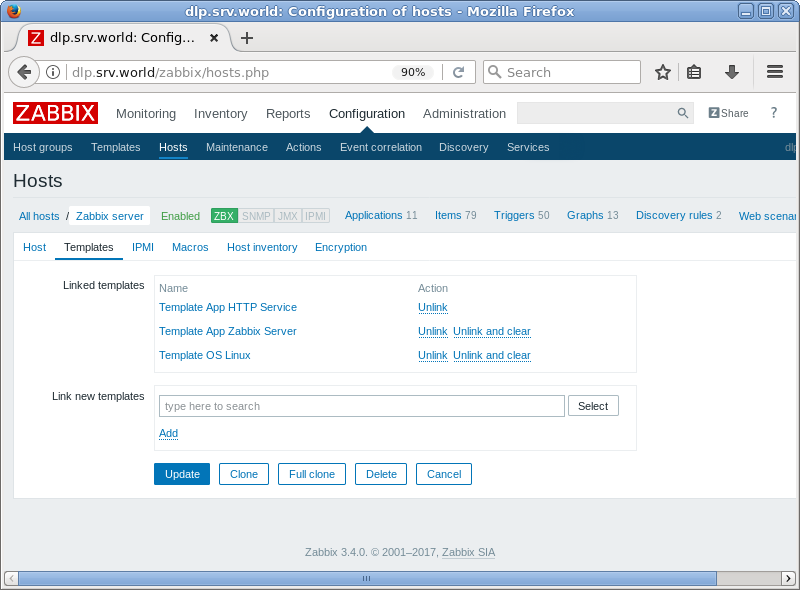 dlp.srv.world: Configuration of hosts - Mozilla Firefox
Z dlp.srv.world: Config...
dlp.srv.world/zabbix/hosts.php 90% Search
ZABBIX Monitoring Inventory Reports Configuration Administration Z Share ?
Host groups Templates Hosts Maintenance Actions Event correlation Discovery Services dlp
Hosts
All hosts / Zabbix server Enabled ZBX SNMP JMX IPMI Applications 11 Items 79 Triggers 50 Graphs 13 Discovery rules 2 Web scenar
Host Templates IPMI Macros Host inventory Encryption
Linked templates
Name Action
Template App HTTP Service Unlink
Template App Zabbix Server Unlink Unlink and clear
Template OS Linux Unlink Unlink and clear
Link new templates
type here to search Select
Add
Update Clone Full clone Delete Cancel
Zabbix 3.4.0. © 2001–2017, Zabbix SIA